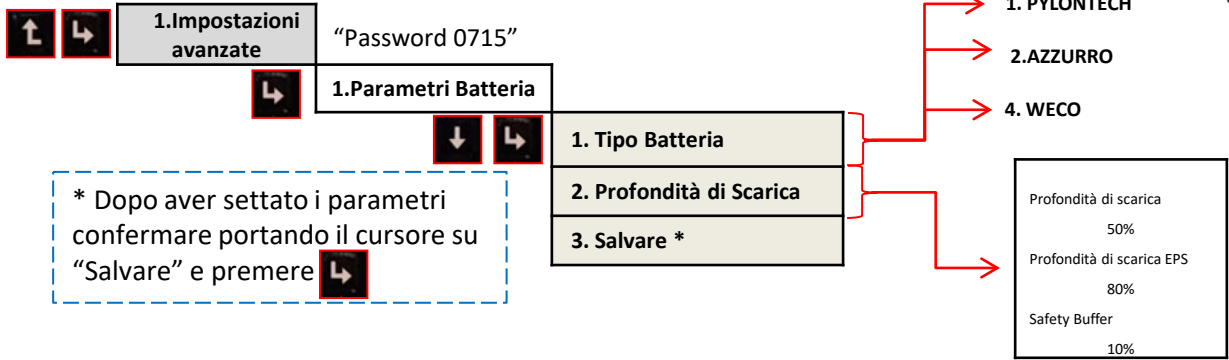 1. PYLONTECH
1.Impostazioni
avanzate
“Password 0715”
2.AZZURRO
1.Parametri Batteria
4. WECO
1. Tipo Batteria
2. Profondità di Scarica
3. Salvare *
* Dopo aver settato i parametri
confermare portando il cursore su
“Salvare” e premere
Profondità di scarica
50%
Profondità di scarica EPS
80%
Safety Buffer
10%